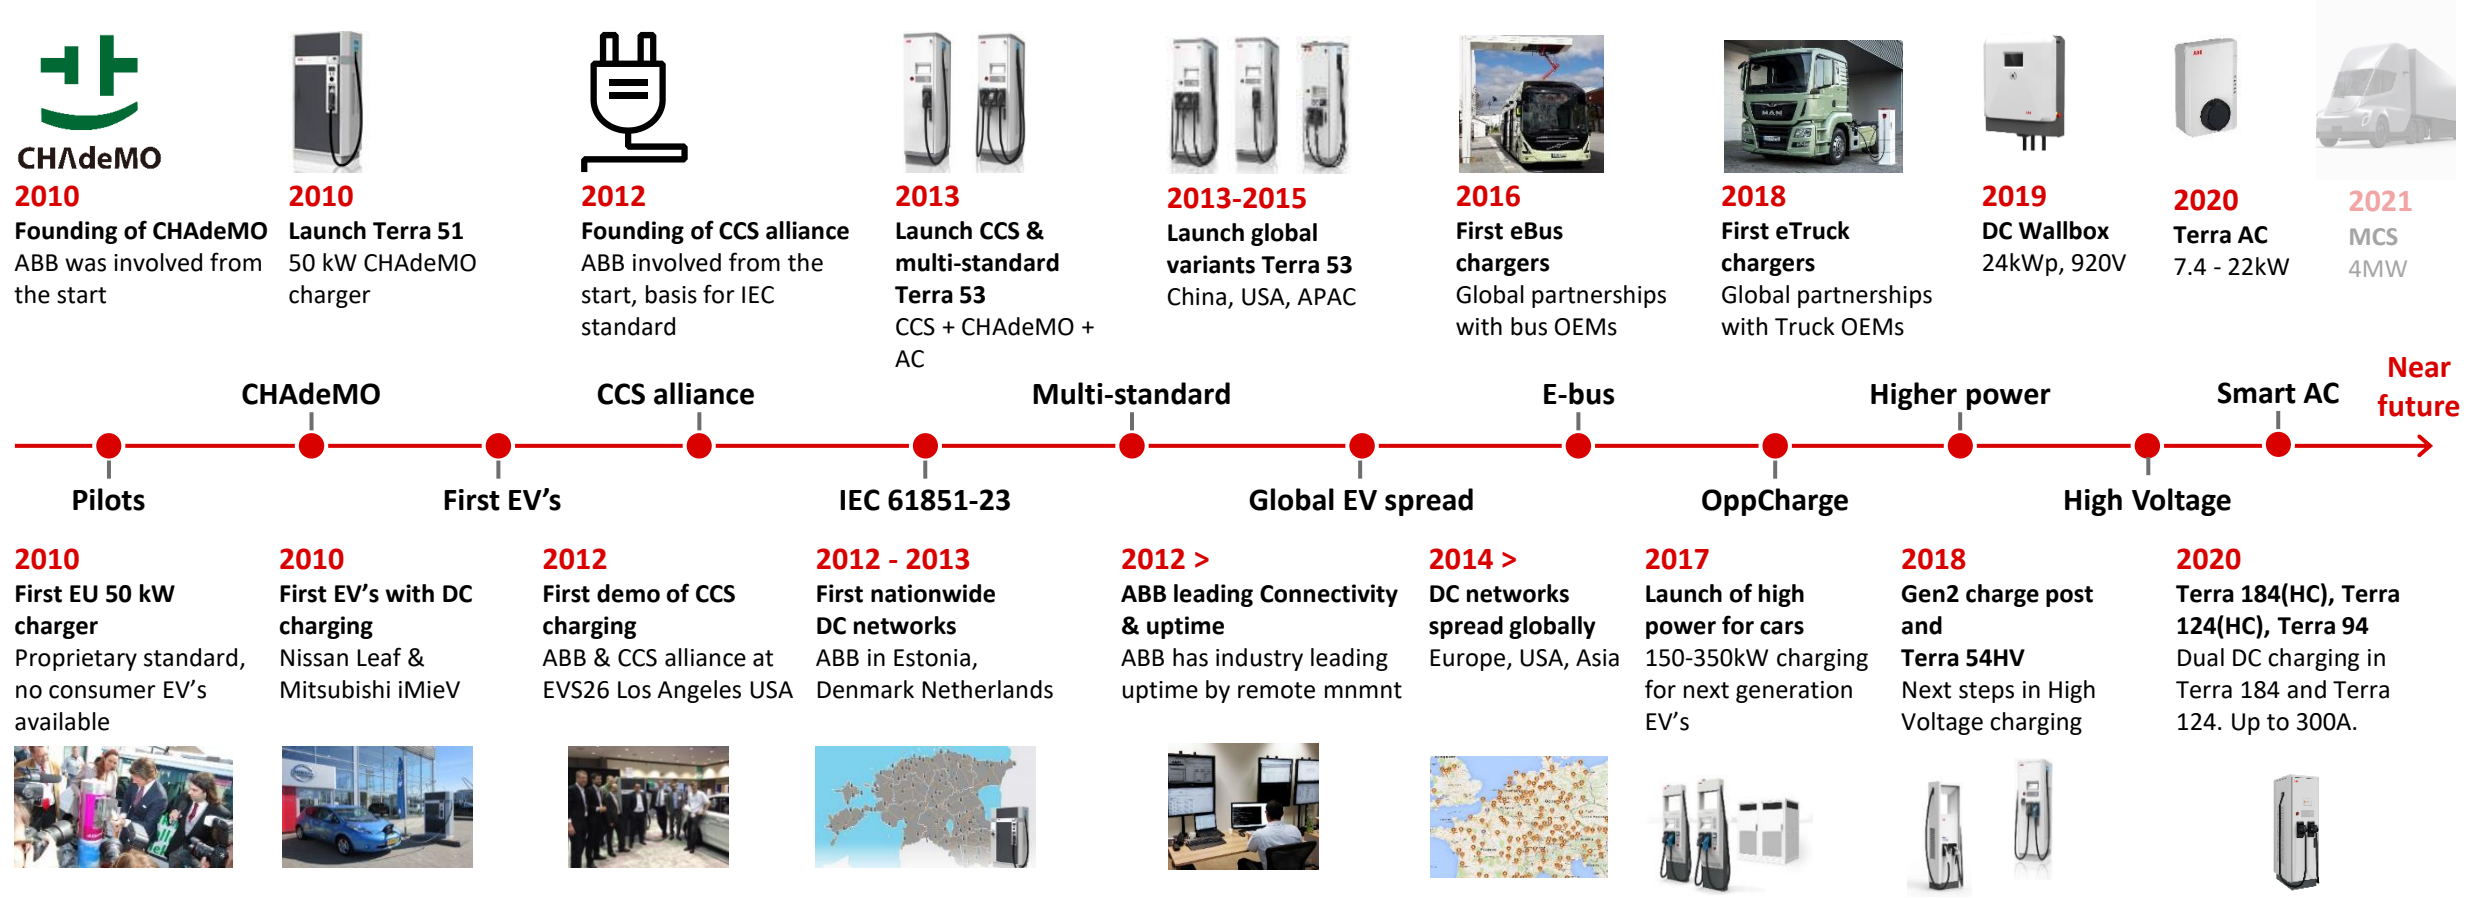 CHAdeMO
2010
Founding of CHAdeMO
ABB was involved from
the start
2010
Launch Terra 51
50 kW CHAdeMO
charger
2012
Founding of CCS alliance
ABB involved from the
start, basis for IEC
standard
2013
Launch CCS &
multi-standard
Terra 53
CCS + CHAdeMO +
AC
2013-2015
Launch global
variants Terra 53
China, USA, APAC
2016
First eBus
chargers
Global partnerships
with bus OEMs
2018
First eTruck
chargers
Global partnerships
with Truck OEMs
2019
DC Wallbox
24kWp, 920V
2020
Terra AC
7.4 - 22kW
2021
MCS
4MW
CHAdeMO
CCS alliance
Multi-standard
E-bus
Higher power
Smart AC
Near
future
Pilots
First EV’s
IEC 61851-23
Global EV spread
OppCharge
High Voltage
2010
First EU 50 kW
charger
Proprietary standard,
no consumer EV’s
available
2010
First EV’s with DC
charging
Nissan Leaf &
Mitsubishi iMieV
2012
First demo of CCS
charging
ABB & CCS alliance at
EVS26 Los Angeles USA
2012 - 2013
First nationwide
DC networks
ABB in Estonia,
Denmark Netherlands
2012 >
ABB leading Connectivity
& uptime
ABB has industry leading
uptime by remote mnmnt
2014 >
DC networks
spread globally
Europe, USA, Asia
2017
Launch of high
power for cars
150-350kW charging
for next generation
EV’s
2018
Gen2 charge post
and
Terra 54HV
Next steps in High
Voltage charging
2020
Terra 184(HC), Terra
124(HC), Terra 94
Dual DC charging in
Terra 184 and Terra
124. Up to 300A.